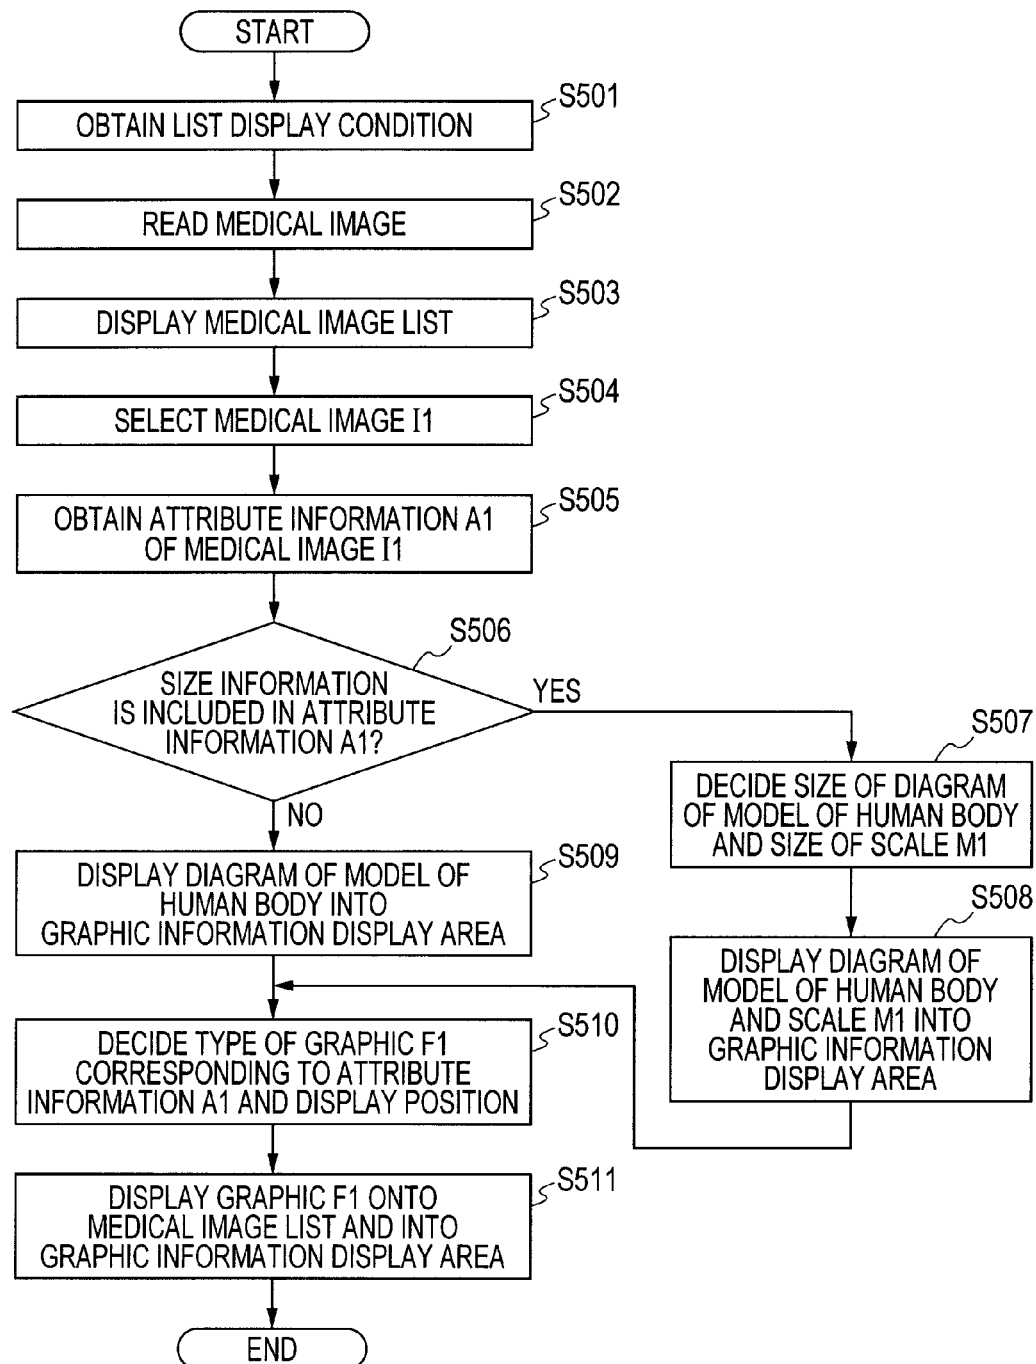 START
S501
OBTAIN LIST DISPLAY CONDITION
S502
READ MEDICAL IMAGE
S503
DISPLAY MEDICAL IMAGE LIST
S504
SELECT MEDICAL IMAGE I1
S505
OBTAIN ATTRIBUTE INFORMATION A1
OF MEDICAL IMAGE I1
S506
SIZE INFORMATION
IS INCLUDED IN ATTRIBUTE
INFORMATION A1?
YES
NO
S507
DECIDE SIZE OF DIAGRAM
OF MODEL OF HUMAN BODY
AND SIZE OF SCALE M1
S508
DISPLAY DIAGRAM OF
MODEL OF HUMAN BODY
AND SCALE M1 INTO
GRAPHIC INFORMATION
DISPLAY AREA
S509
DISPLAY DIAGRAM OF MODEL OF
HUMAN BODY INTO
GRAPHIC INFORMATION DISPLAY AREA
S510
DECIDE TYPE OF GRAPHIC F1
CORRESPONDING TO ATTRIBUTE
INFORMATION A1 AND DISPLAY POSITION
S511
DISPLAY GRAPHIC F1 ONTO
MEDICAL IMAGE LIST AND INTO
GRAPHIC INFORMATION DISPLAY AREA
END